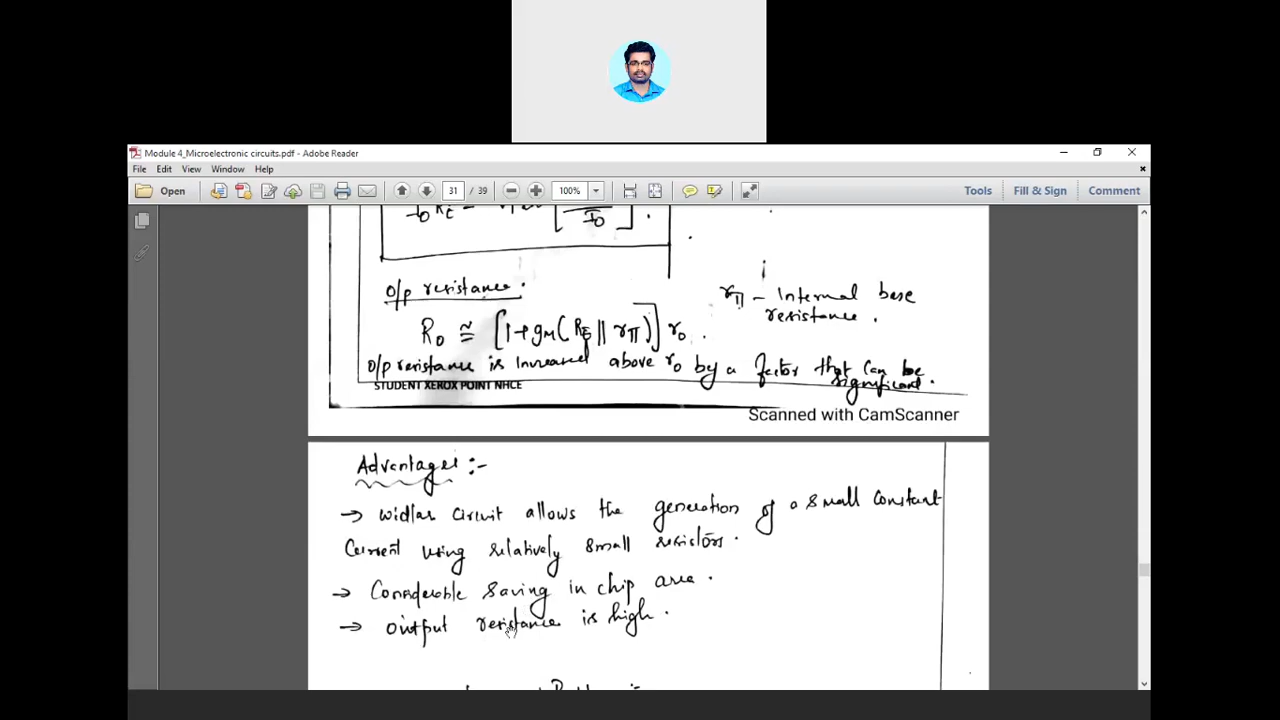 Module 4_Microelectronic circuits.pdf - Adobe Reader
File Edit View Window Help
Open 31 / 39 100% Tools Fill & Sign Comment
I0 RE =
I0
O/p resistance.
rπ - Internal base
resistance.
R0 ≅ [1+gm(RE || rπ)] r0.
O/p resistance is increased above r0 by a factor that can be
significant.
STUDENT XEROX POINT NHCE
Scanned with CamScanner
Advantages :-
→ Widlar circuit allows the generation of a small constant
current using relatively small resistors.
→ Considerable saving in chip area.
→ Output resistance is high.